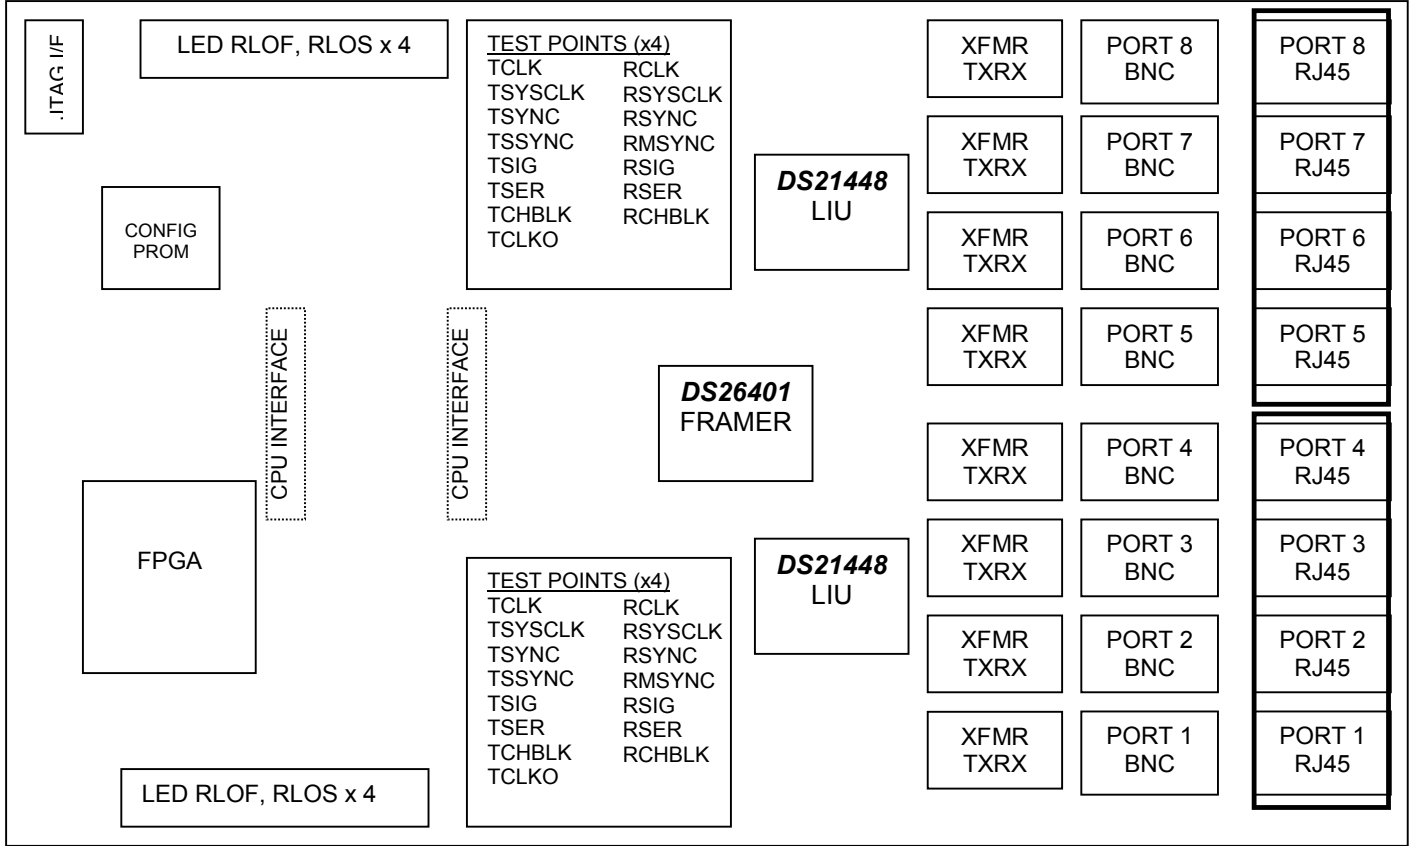 JTAG I/F
LED RLOF, RLOS x 4
TEST POINTS (x4)
TCLK RCLK
TSYSCLK RSYSCLK
TSYNC RSYNC
TSSYNC RMSYNC
TSIG RSIG
TSER RSER
TCHBLK RCHBLK
TCLKO
CONFIG
PROM
DS21448
LIU
XFMR
TXRX
PORT 8
BNC
PORT 8
RJ45
XFMR
TXRX
PORT 7
BNC
PORT 7
RJ45
XFMR
TXRX
PORT 6
BNC
PORT 6
RJ45
XFMR
TXRX
PORT 5
BNC
PORT 5
RJ45
CPU INTERFACE
CPU INTERFACE
DS26401
FRAMER
FPGA
XFMR
TXRX
PORT 4
BNC
PORT 4
RJ45
XFMR
TXRX
PORT 3
BNC
PORT 3
RJ45
XFMR
TXRX
PORT 2
BNC
PORT 2
RJ45
XFMR
TXRX
PORT 1
BNC
PORT 1
RJ45
DS21448
LIU
TEST POINTS (x4)
TCLK RCLK
TSYSCLK RSYSCLK
TSYNC RSYNC
TSSYNC RMSYNC
TSIG RSIG
TSER RSER
TCHBLK RCHBLK
TCLKO
LED RLOF, RLOS x 4